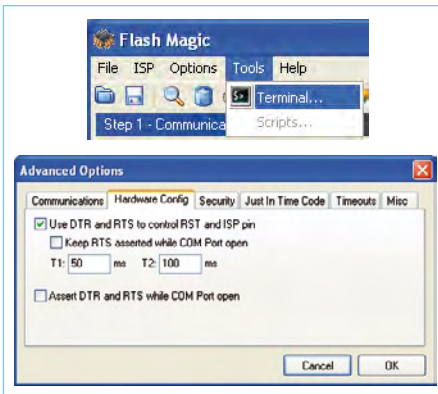 Flash Magic
File ISP Options Tools Help
Terminal...
Step 1 - Communica
Scripts...
Advanced Options
Communications Hardware Config Security Just In Time Code Timeouts Misc
Use DTR and RTS to control RST and ISP pin
Keep RTS asserted while COM Port open
T1: 50 ms T2: 100 ms
Assert DTR and RTS while COM Port open
Cancel OK